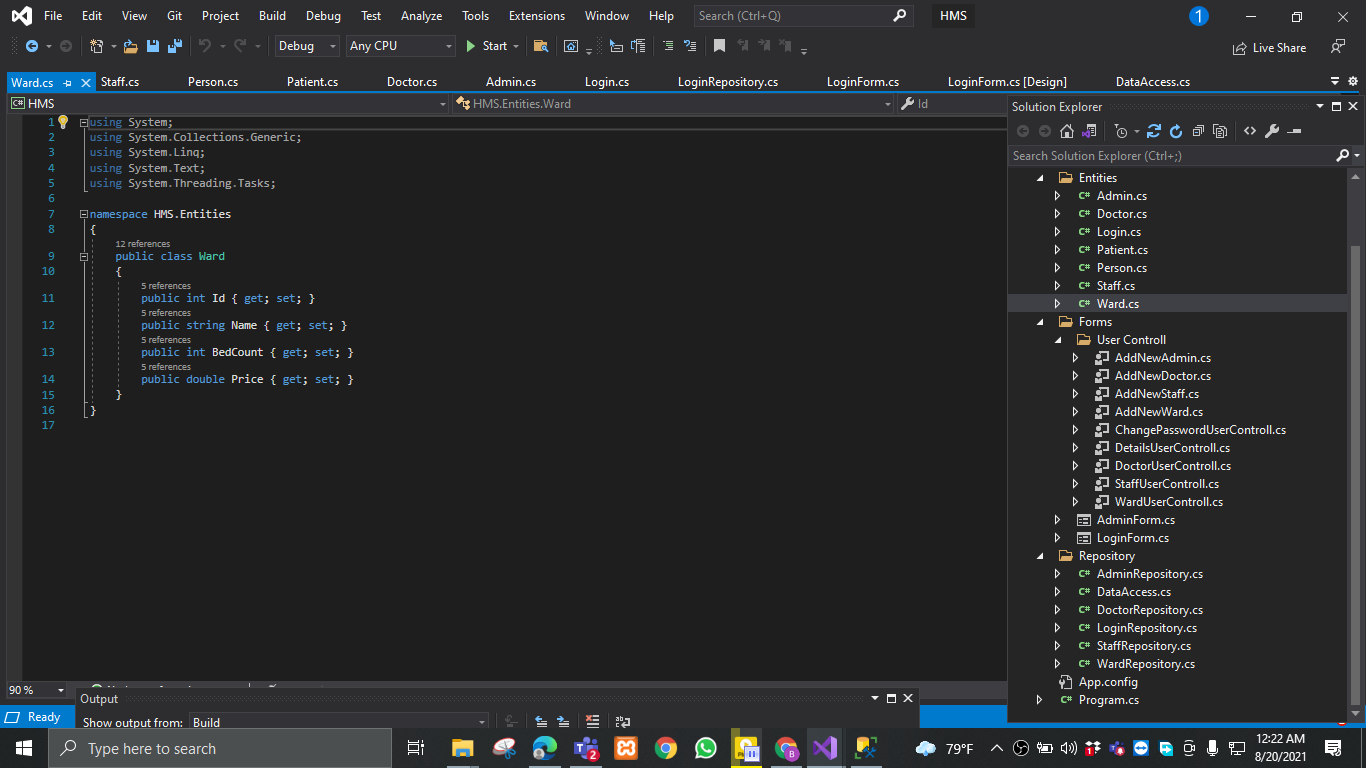 File Edit View Git Project Build Debug Test Analyze Tools Extensions Window Help Search (Ctrl+Q) HMS 1
Debug Any CPU Start Live Share
Ward.cs Staff.cs Person.cs Patient.cs Doctor.cs Admin.cs Login.cs LoginRepository.cs LoginForm.cs LoginForm.cs [Design] DataAccess.cs
C# HMS HMS.Entities.Ward Id
1 using System;
2 using System.Collections.Generic;
3 using System.Linq;
4 using System.Text;
5 using System.Threading.Tasks;
6
7 namespace HMS.Entities
8 {
12 references
9 public class Ward
10 {
5 references
11 public int Id { get; set; }
5 references
12 public string Name { get; set; }
5 references
13 public int BedCount { get; set; }
5 references
14 public double Price { get; set; }
15 }
16 }
17
90 %
Output
Show output from: Build
Ready
Solution Explorer
Search Solution Explorer (Ctrl+;)
Entities
C# Admin.cs
C# Doctor.cs
C# Login.cs
C# Patient.cs
C# Person.cs
C# Staff.cs
C# Ward.cs
Forms
User Controll
AddNewAdmin.cs
AddNewDoctor.cs
AddNewStaff.cs
AddNewWard.cs
ChangePasswordUserControll.cs
DetailsUserControll.cs
DoctorUserControll.cs
StaffUserControll.cs
WardUserControll.cs
AdminForm.cs
LoginForm.cs
Repository
C# AdminRepository.cs
C# DataAccess.cs
C# DoctorRepository.cs
C# LoginRepository.cs
C# StaffRepository.cs
C# WardRepository.cs
App.config
C# Program.cs
Type here to search 2 B 79°F 1 12:22 AM
8/20/2021